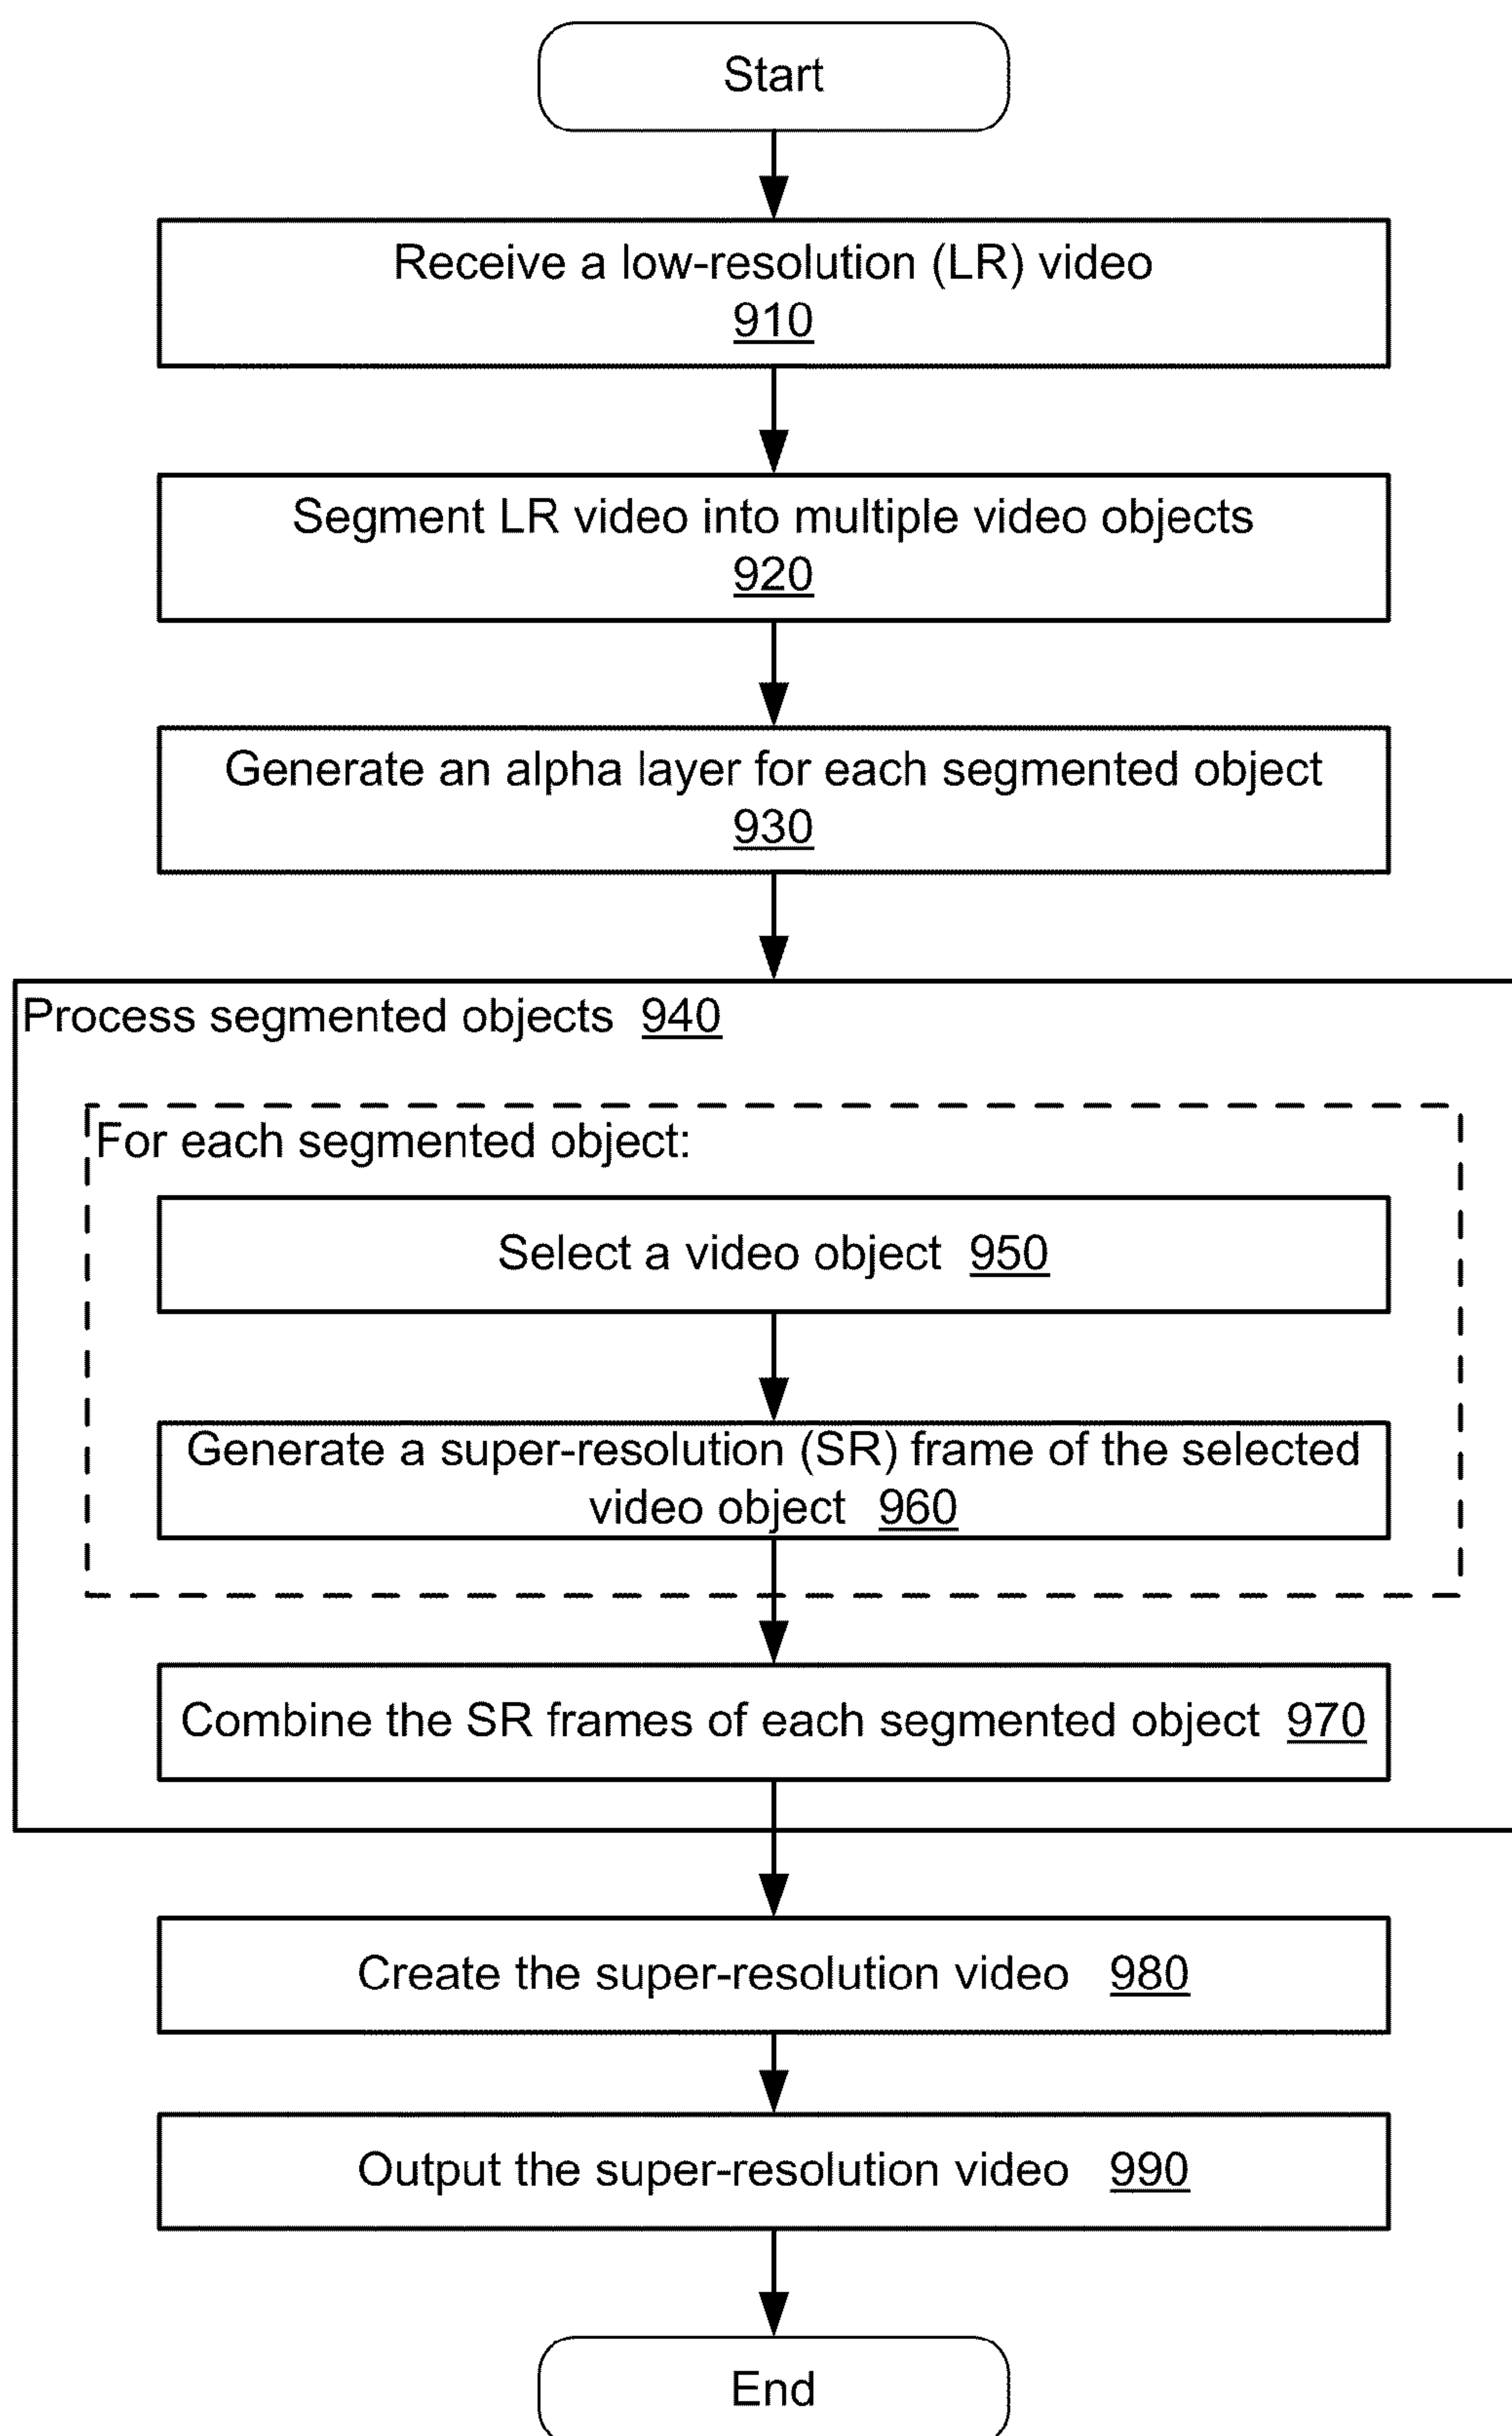 Start
Receive a low-resolution (LR) video
910
Segment LR video into multiple video objects
920
Generate an alpha layer for each segmented object
930
Process segmented objects 940
For each segmented object:
Select a video object 950
Generate a super-resolution (SR) frame of the selected
video object 960
Combine the SR frames of each segmented object 970
Create the super-resolution video 980
Output the super-resolution video 990
End